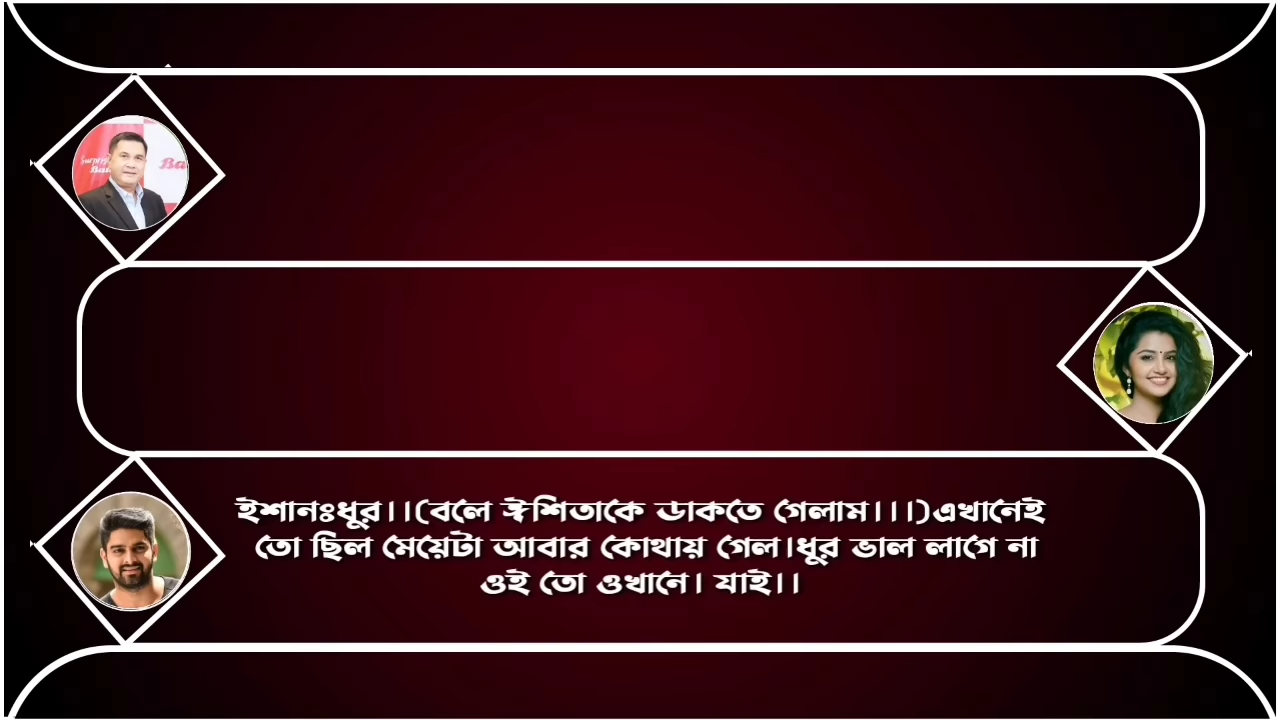 ইশানঃধুর।।(বলে ঈশিতাকে ডাকতে গেলাম।।।)এখানেই
তো ছিল মেয়েটা আবার কোথায় গেল।ধুর ভাল লাগে না
ওই তো ওখানে। যাই।।